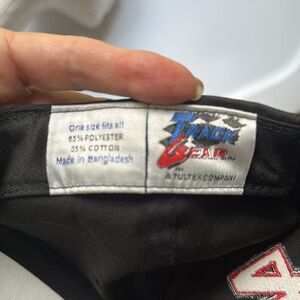 One size fits all
65% POLYESTER
35% COTTON
Made in Bangladesh
TRACK
GEAR
A TULTEX COMPANY